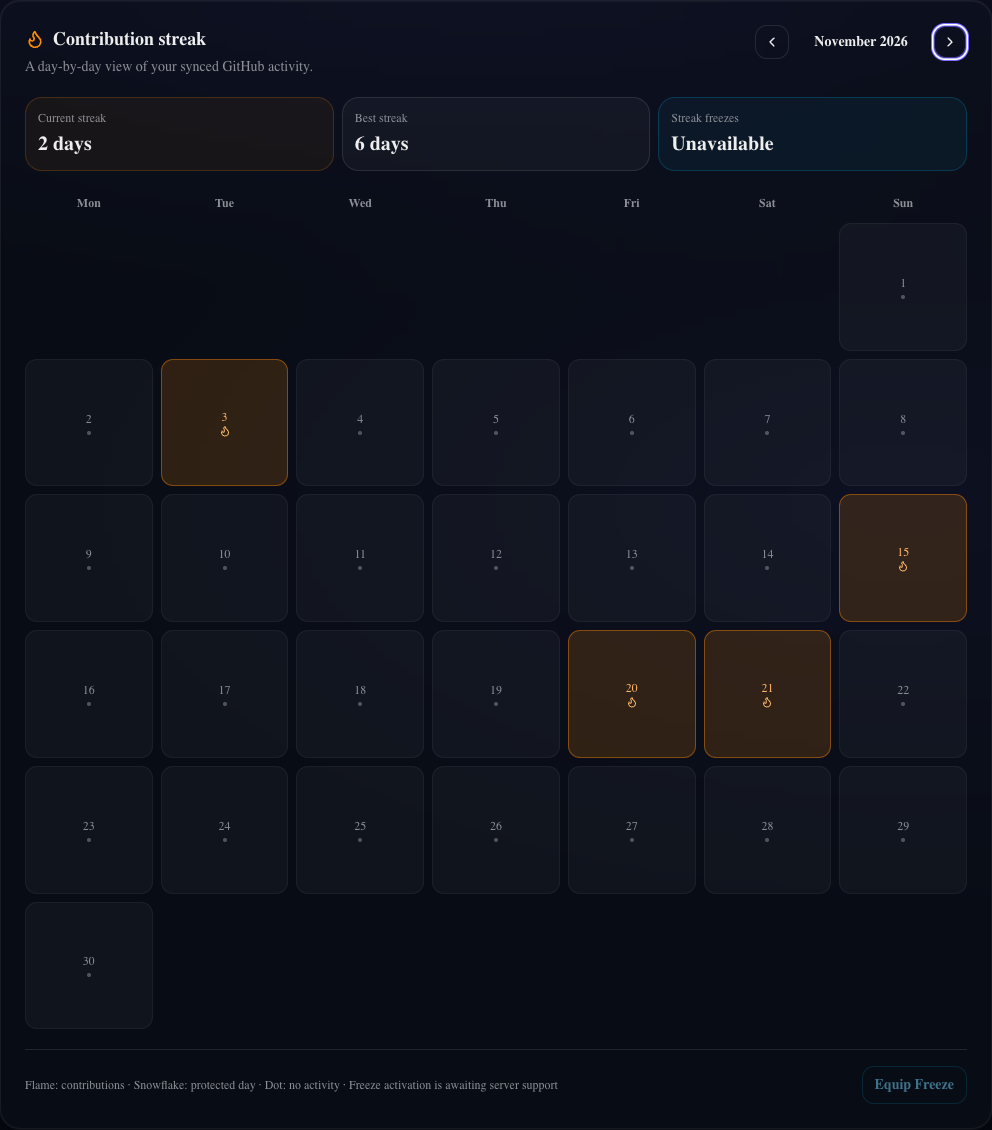 Contribution streak
November 2026
A day-by-day view of your synced GitHub activity.
Current streak
2 days
Best streak
6 days
Streak freezes
Unavailable
Mon Tue Wed Thu Fri Sat Sun
1
2 3 4 5 6 7 8
9 10 11 12 13 14 15
16 17 18 19 20 21 22
23 24 25 26 27 28 29
30
Flame: contributions · Snowflake: protected day · Dot: no activity · Freeze activation is awaiting server support
Equip Freeze